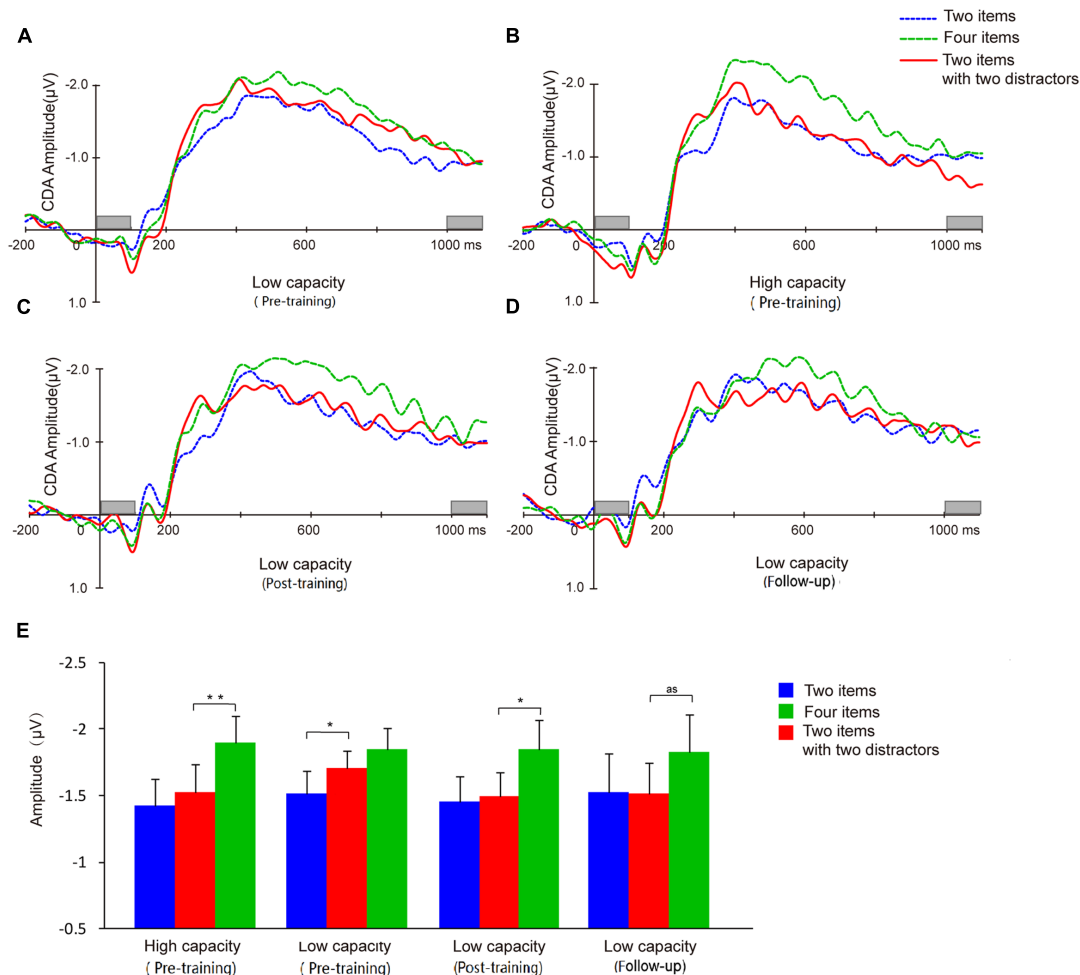 Two items
Four items
Two items
with two distractors
A
CDA Amplitude(µV)
-2.0
-1.0
1.0
-200
0
200
600
1000 ms
Low capacity
( Pre-training)
B
CDA Amplitude(µV)
-2.0
-1.0
1.0
-200
0
200
600
1000 ms
High capacity
( Pre-training)
C
CDA Amplitude(µV)
-2.0
-1.0
1.0
-200
0
200
600
1000 ms
Low capacity
(Post-training)
D
CDA Amplitude(µV)
-2.0
-1.0
1.0
-200
0
200
600
1000 ms
Low capacity
(Follow-up)
E
Amplitude (µV)
-2.5
-2
-1.5
-1
-0.5
* *
*
*
as
Two items
Four items
Two items
with two distractors
High capacity
( Pre-training)
Low capacity
( Pre-training)
Low capacity
(Post-training)
Low capacity
(Follow-up)